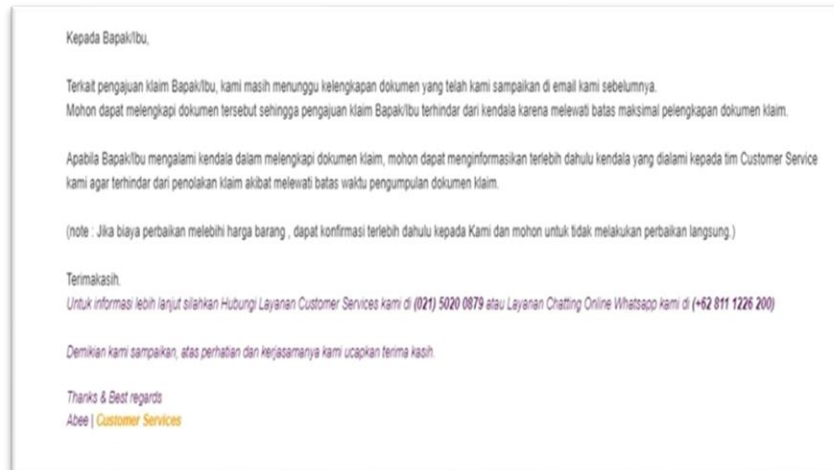 Kepada Bapak/Ibu,
Terkait pengajuan klaim Bapak/Ibu, kami masih menunggu kelengkapan dokumen yang telah kami sampaikan di email kami sebelumnya.
Mohon dapat melengkapi dokumen tersebut sehingga pengajuan klaim Bapak/Ibu terhindar dari kendala karena melewati batas maksimal pelengkapan dokumen klaim.
Apabila Bapak/Ibu mengalami kendala dalam melengkapi dokumen klaim, mohon dapat menginformasikan terlebih dahulu kendala yang dialami kepada tim Customer Service
kami agar terhindar dari penolakan klaim akibat melewati batas waktu pengumpulan dokumen klaim.
(note : Jika biaya perbaikan melebihi harga barang , dapat konfirmasi terlebih dahulu kepada Kami dan mohon untuk tidak melakukan perbaikan langsung.)
Terimakasih.
Untuk informasi lebih lanjut silahkan Hubungi Layanan Customer Services kami di (021) 5020 0879 atau Layanan Chatting Online Whatsapp kami di (+62 811 1226 200)
Demikian kami sampaikan, atas perhatian dan kerjasamanya kami ucapkan terima kasih.
Thanks & Best regards
Abee | Customer Services